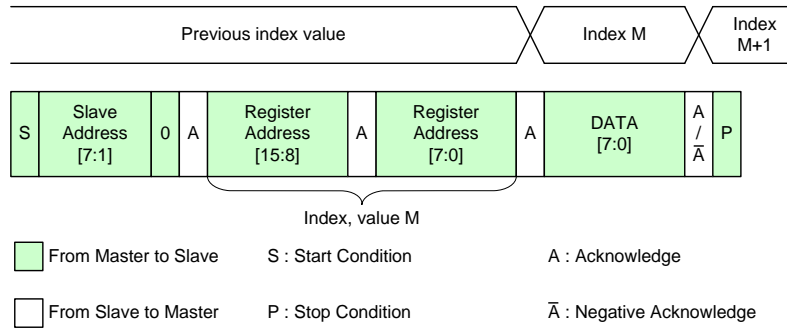 Previous index value
Index M
Index
M+1
S
Slave
Address
[7:1]
0
A
Register
Address
[15:8]
A
Register
Address
[7:0]
A
DATA
[7:0]
A
/
A̅
P
Index, value M
From Master to Slave
S : Start Condition
A : Acknowledge
From Slave to Master
P : Stop Condition
A̅ : Negative Acknowledge